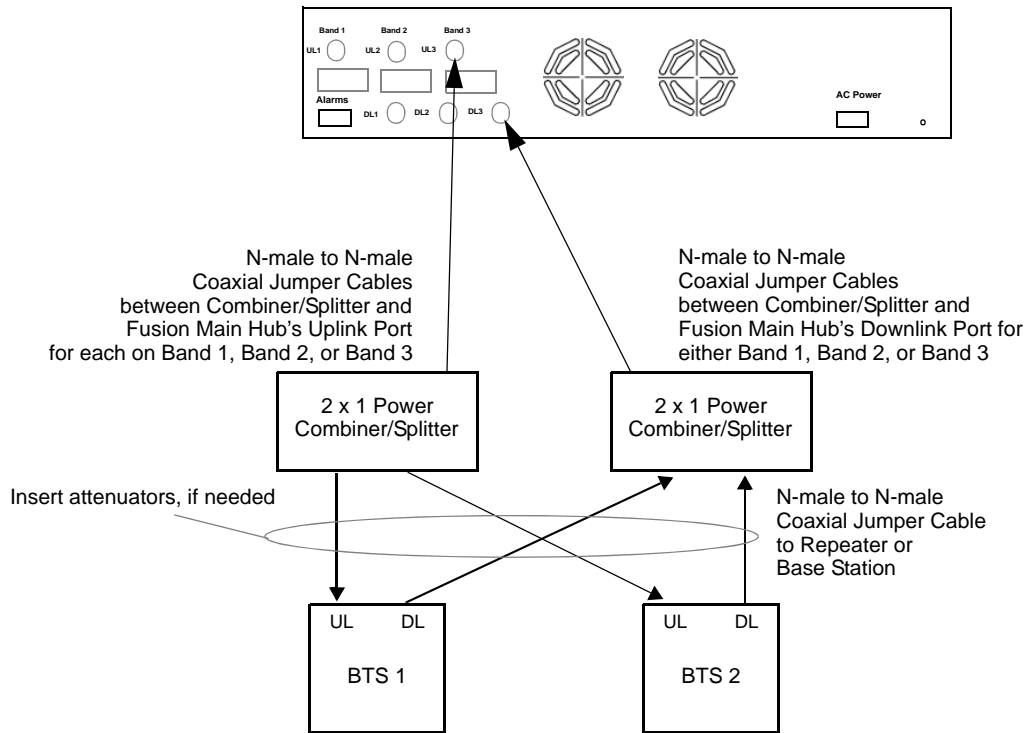 Band 1 Band 2 Band 3
UL1 UL2 UL3
Alarms
DL1 DL2 DL3
AC Power
N-male to N-male
Coaxial Jumper Cables
between Combiner/Splitter and
Fusion Main Hub's Uplink Port
for each on Band 1, Band 2, or Band 3
N-male to N-male
Coaxial Jumper Cables
between Combiner/Splitter and
Fusion Main Hub's Downlink Port for
either Band 1, Band 2, or Band 3
2 x 1 Power
Combiner/Splitter
2 x 1 Power
Combiner/Splitter
Insert attenuators, if needed
N-male to N-male
Coaxial Jumper Cable
to Repeater or
Base Station
UL DL
BTS 1
UL DL
BTS 2